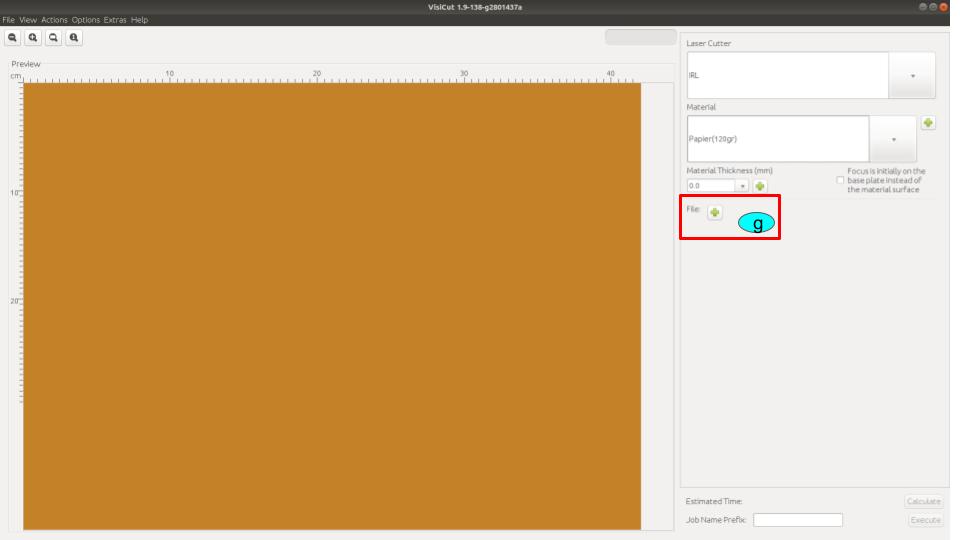 VisiCut 1.9-138-g2801437a
File View Actions Options Extras Help
Preview
cm 10 20 30 40
10
20
Laser Cutter
IRL
Material
Papier(120gr)
Material Thickness (mm)
0.0
Focus is initially on the
base plate instead of
the material surface
File:
g
Estimated Time:
Calculate
Job Name Prefix:
Execute